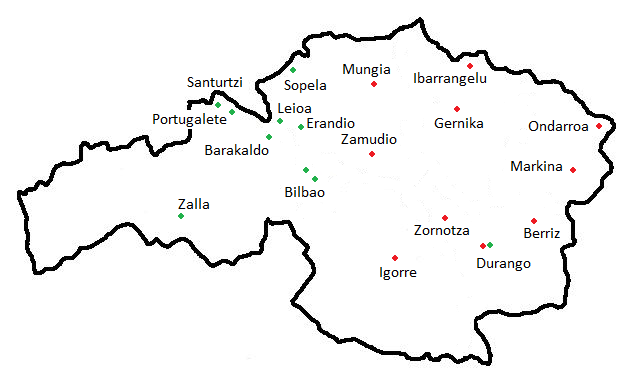 Mungia
Ibarrangelu
Santurtzi
Sopela
Leioa
Portugalete
Erandio
Gernika
Ondarroa
Barakaldo
Zamudio
Markina
Bilbao
Zalla
Zornotza
Berriz
Durango
Igorre